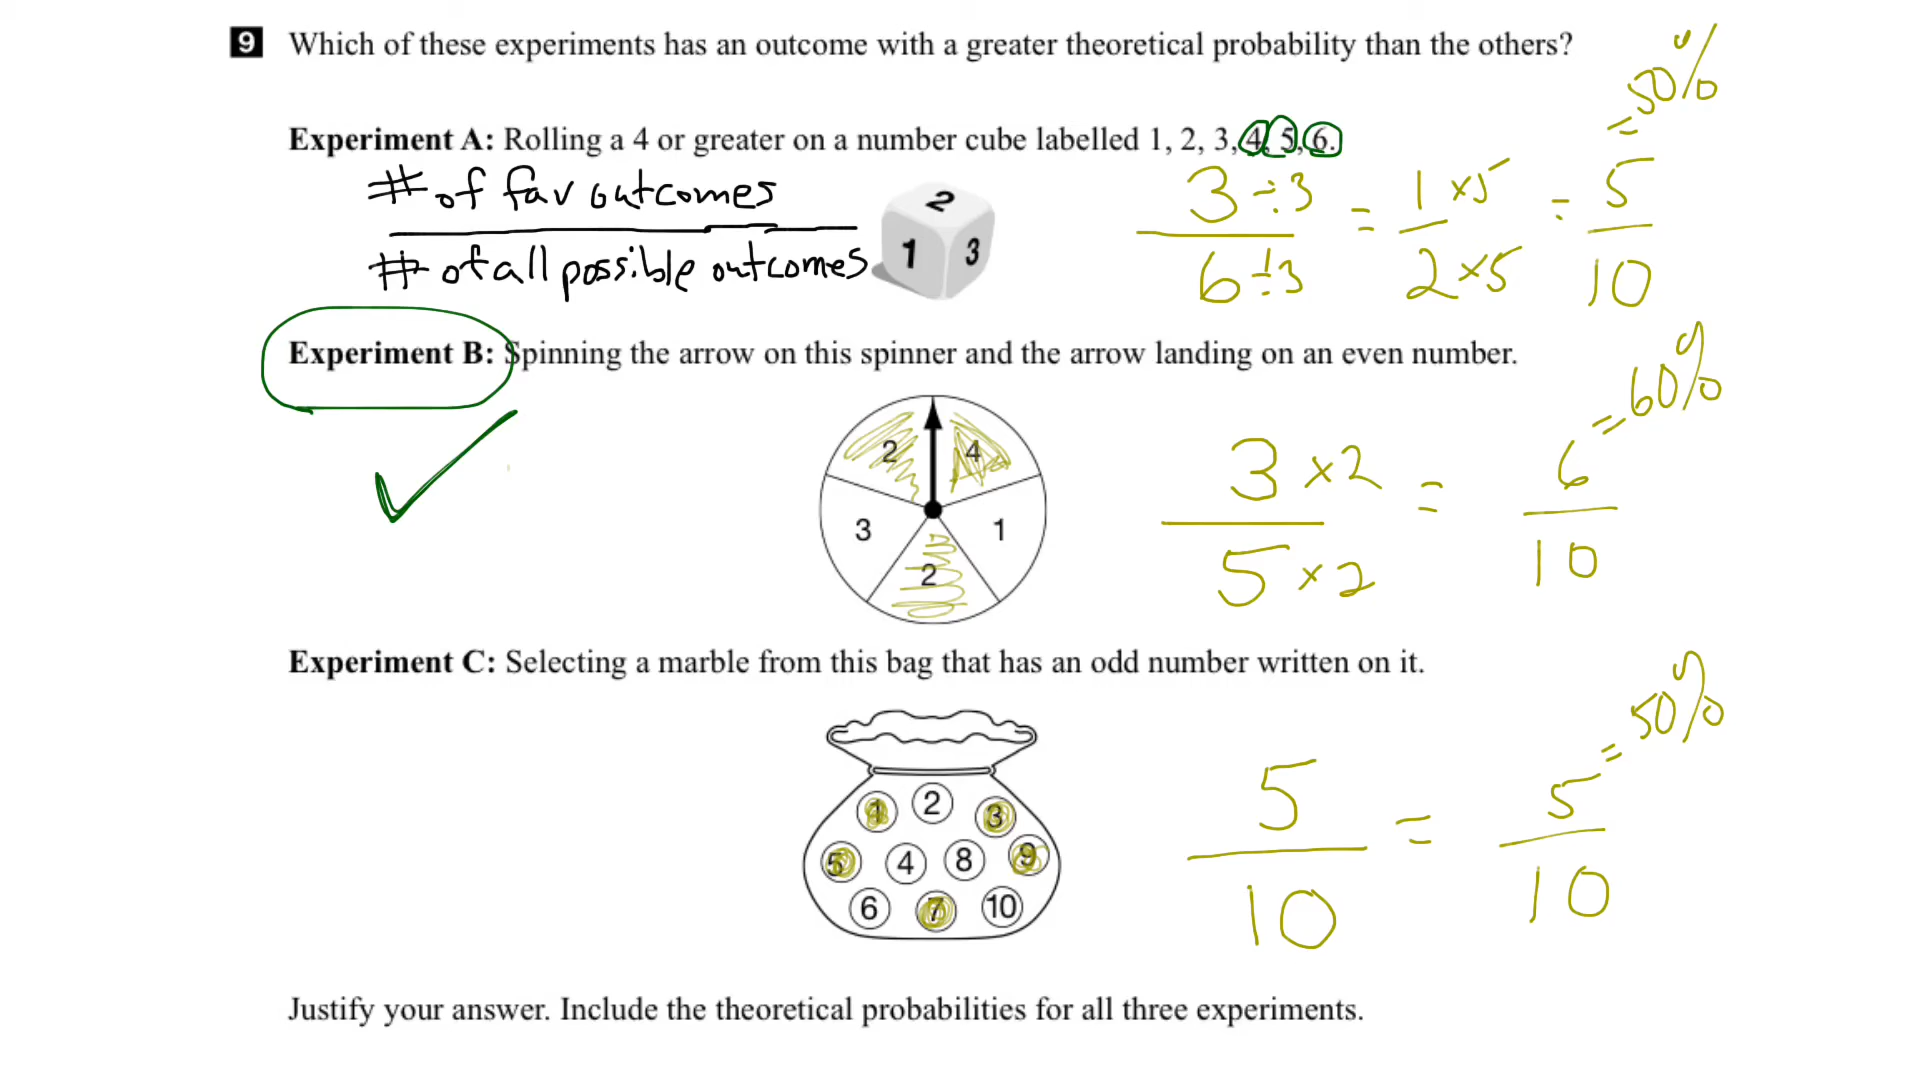 9 Which of these experiments has an outcome with a greater theoretical probability than the others?
= 50%
Experiment A: Rolling a 4 or greater on a number cube labelled 1, 2, 3, 4, 5, 6.
# of fav outcomes
# of all possible outcomes
2
1 3
3 ÷ 3 = 1 × 5 = 5
6 ÷ 3 2 × 5 10
Experiment B: Spinning the arrow on this spinner and the arrow landing on an even number.
= 60%
2 4
3 1
2
3 × 2 = 6
5 × 2 10
Experiment C: Selecting a marble from this bag that has an odd number written on it.
= 50%
1 2 3
5 4 8 9
6 7 10
5 = 5
10 10
Justify your answer. Include the theoretical probabilities for all three experiments.